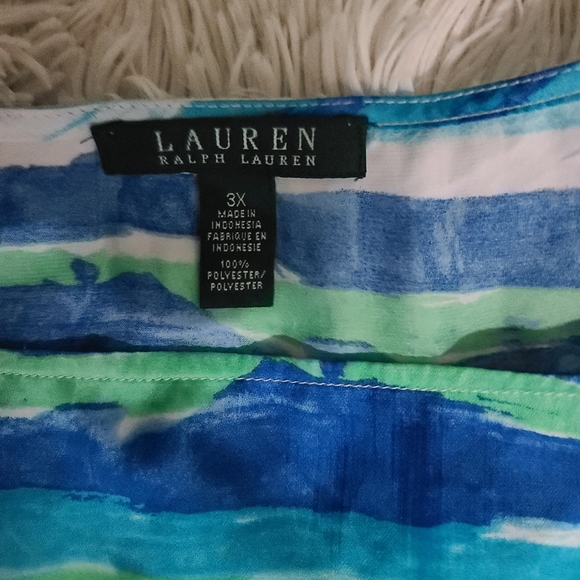 LAUREN
RALPH LAUREN
3X
MADE IN
INDONESIA
FABRIQUE EN
INDONESIE
100%
POLYESTER/
POLYESTER